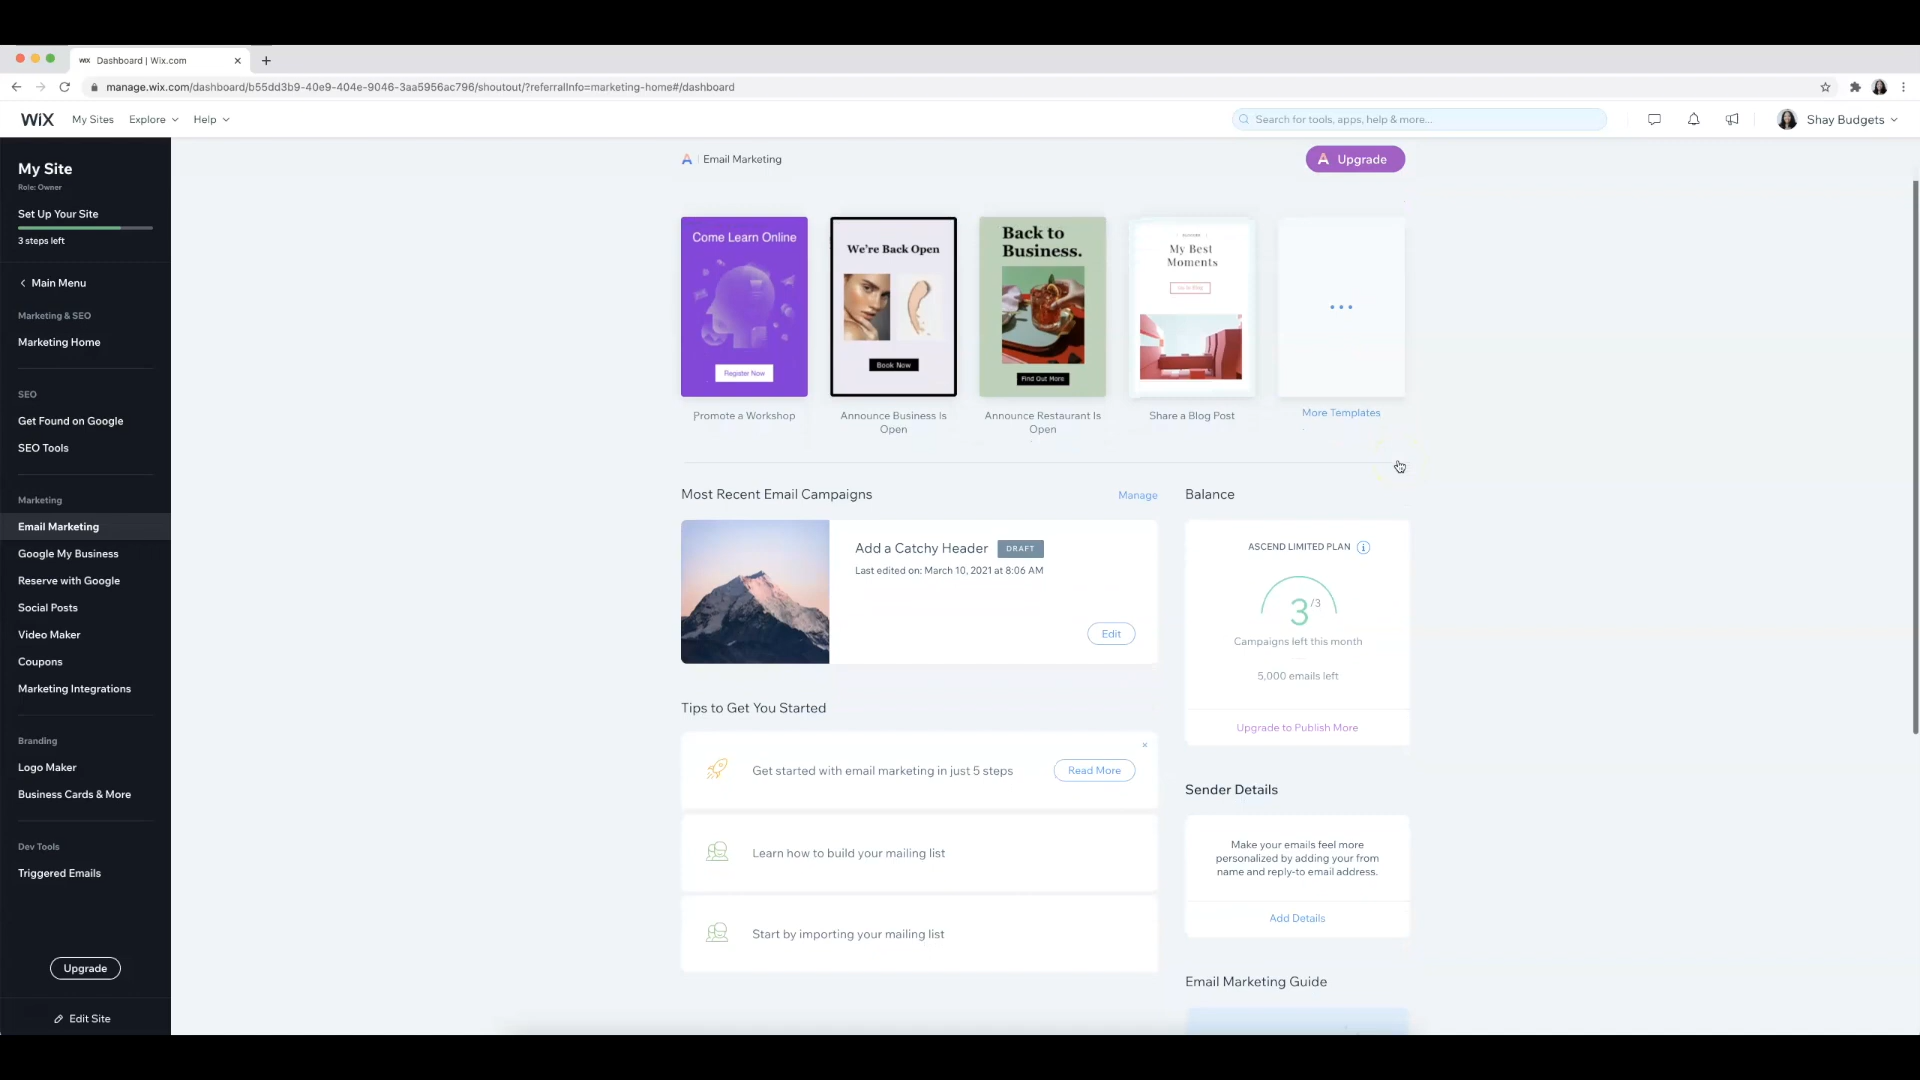 WIX Dashboard | Wix.com
manage.wix.com/dashboard/b55dd3b9-40e9-404e-9046-3aa5956ac796/shoutout/?referralInfo=marketing-home#/dashboard
WiX My Sites Explore Help Search for tools, apps, help & more... Shay Budgets
My Site
Role: Owner
Set Up Your Site
3 steps left
Main Menu
Marketing & SEO
Marketing Home
SEO
Get Found on Google
SEO Tools
Marketing
Email Marketing
Google My Business
Reserve with Google
Social Posts
Video Maker
Coupons
Marketing Integrations
Branding
Logo Maker
Business Cards & More
Dev Tools
Triggered Emails
Upgrade
Edit Site
Email Marketing
Upgrade
Come Learn Online
Register Now
Promote a Workshop
We're Back Open
Book Now
Announce Business Is
Open
Back to
Business.
Find Out More
Announce Restaurant Is
Open
My Best
Moments
Share a Blog Post
More Templates
Most Recent Email Campaigns Manage
Add a Catchy Header DRAFT
Last edited on: March 10, 2021 at 8:06 AM
Edit
Tips to Get You Started
Get started with email marketing in just 5 steps Read More
Learn how to build your mailing list
Start by importing your mailing list
Balance
ASCEND LIMITED PLAN
3/3
Campaigns left this month
5,000 emails left
Upgrade to Publish More
Sender Details
Make your emails feel more
personalized by adding your from
name and reply-to email address.
Add Details
Email Marketing Guide